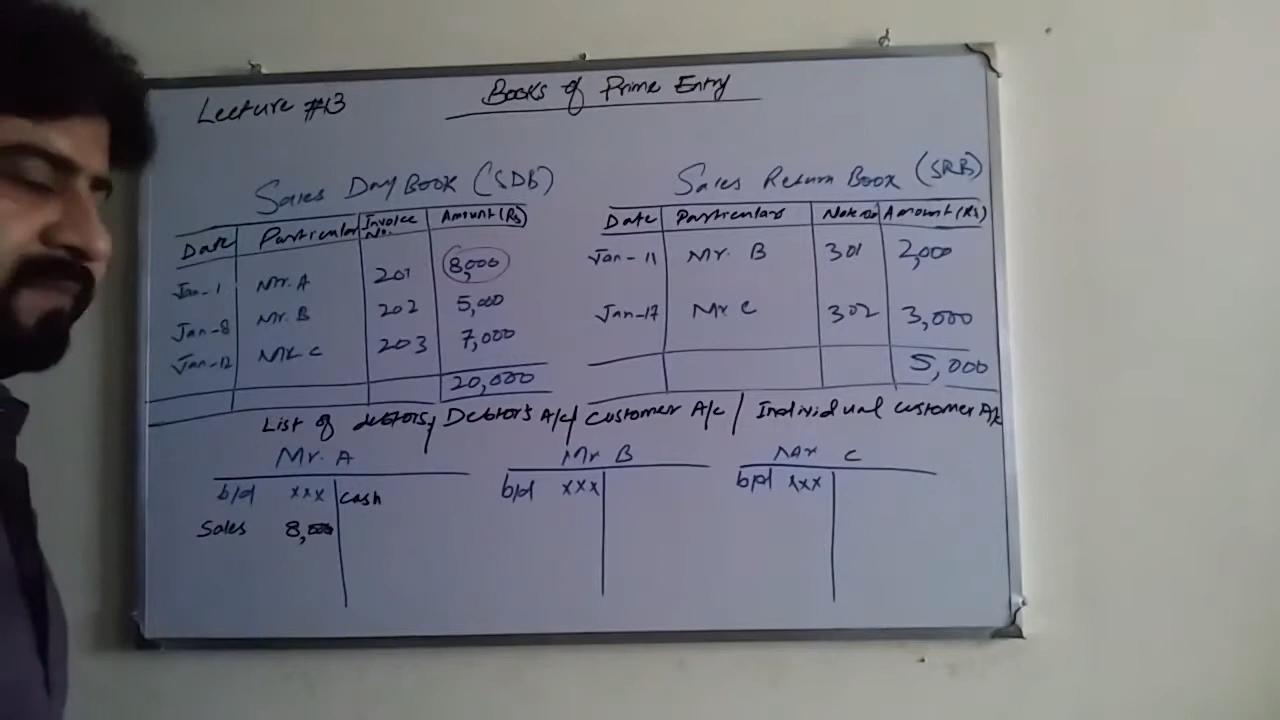 Lecture #13
Books of Prime Entry
Sales Day Book (SDB)
Date Particular Invoice No. Amount (Rs)
Jan-1 Mr. A 201 8,000
Jan-8 Mr. B 202 5,000
Jan-12 Mr. C 203 7,000
20,000
Sales Return Book (SRB)
Date Particulars Note no Amount (Rs)
Jan-11 Mr. B 301 2,000
Jan-17 Mr. C 302 3,000
5,000
List of debtors/ Debtors A/c/ customer A/c / Individual customer A/c
Mr. A
b/d xxx cash
Sales 8,000
Mr B
b/d xxx
Mr C
b/d xxx